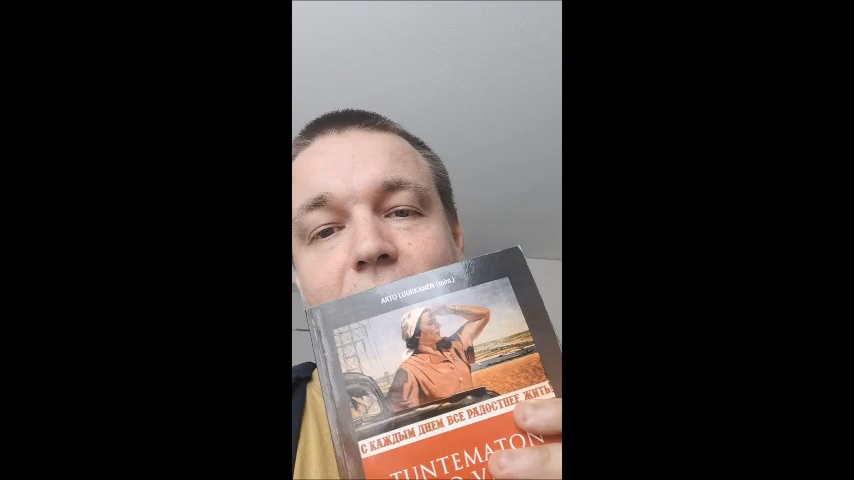 ARTO LUUKKANEN (toim.)
С КАЖДЫМ ДНЕМ ВСЕ РАДОСТНЕЕ ЖИТЬ!
TUNTEMATON